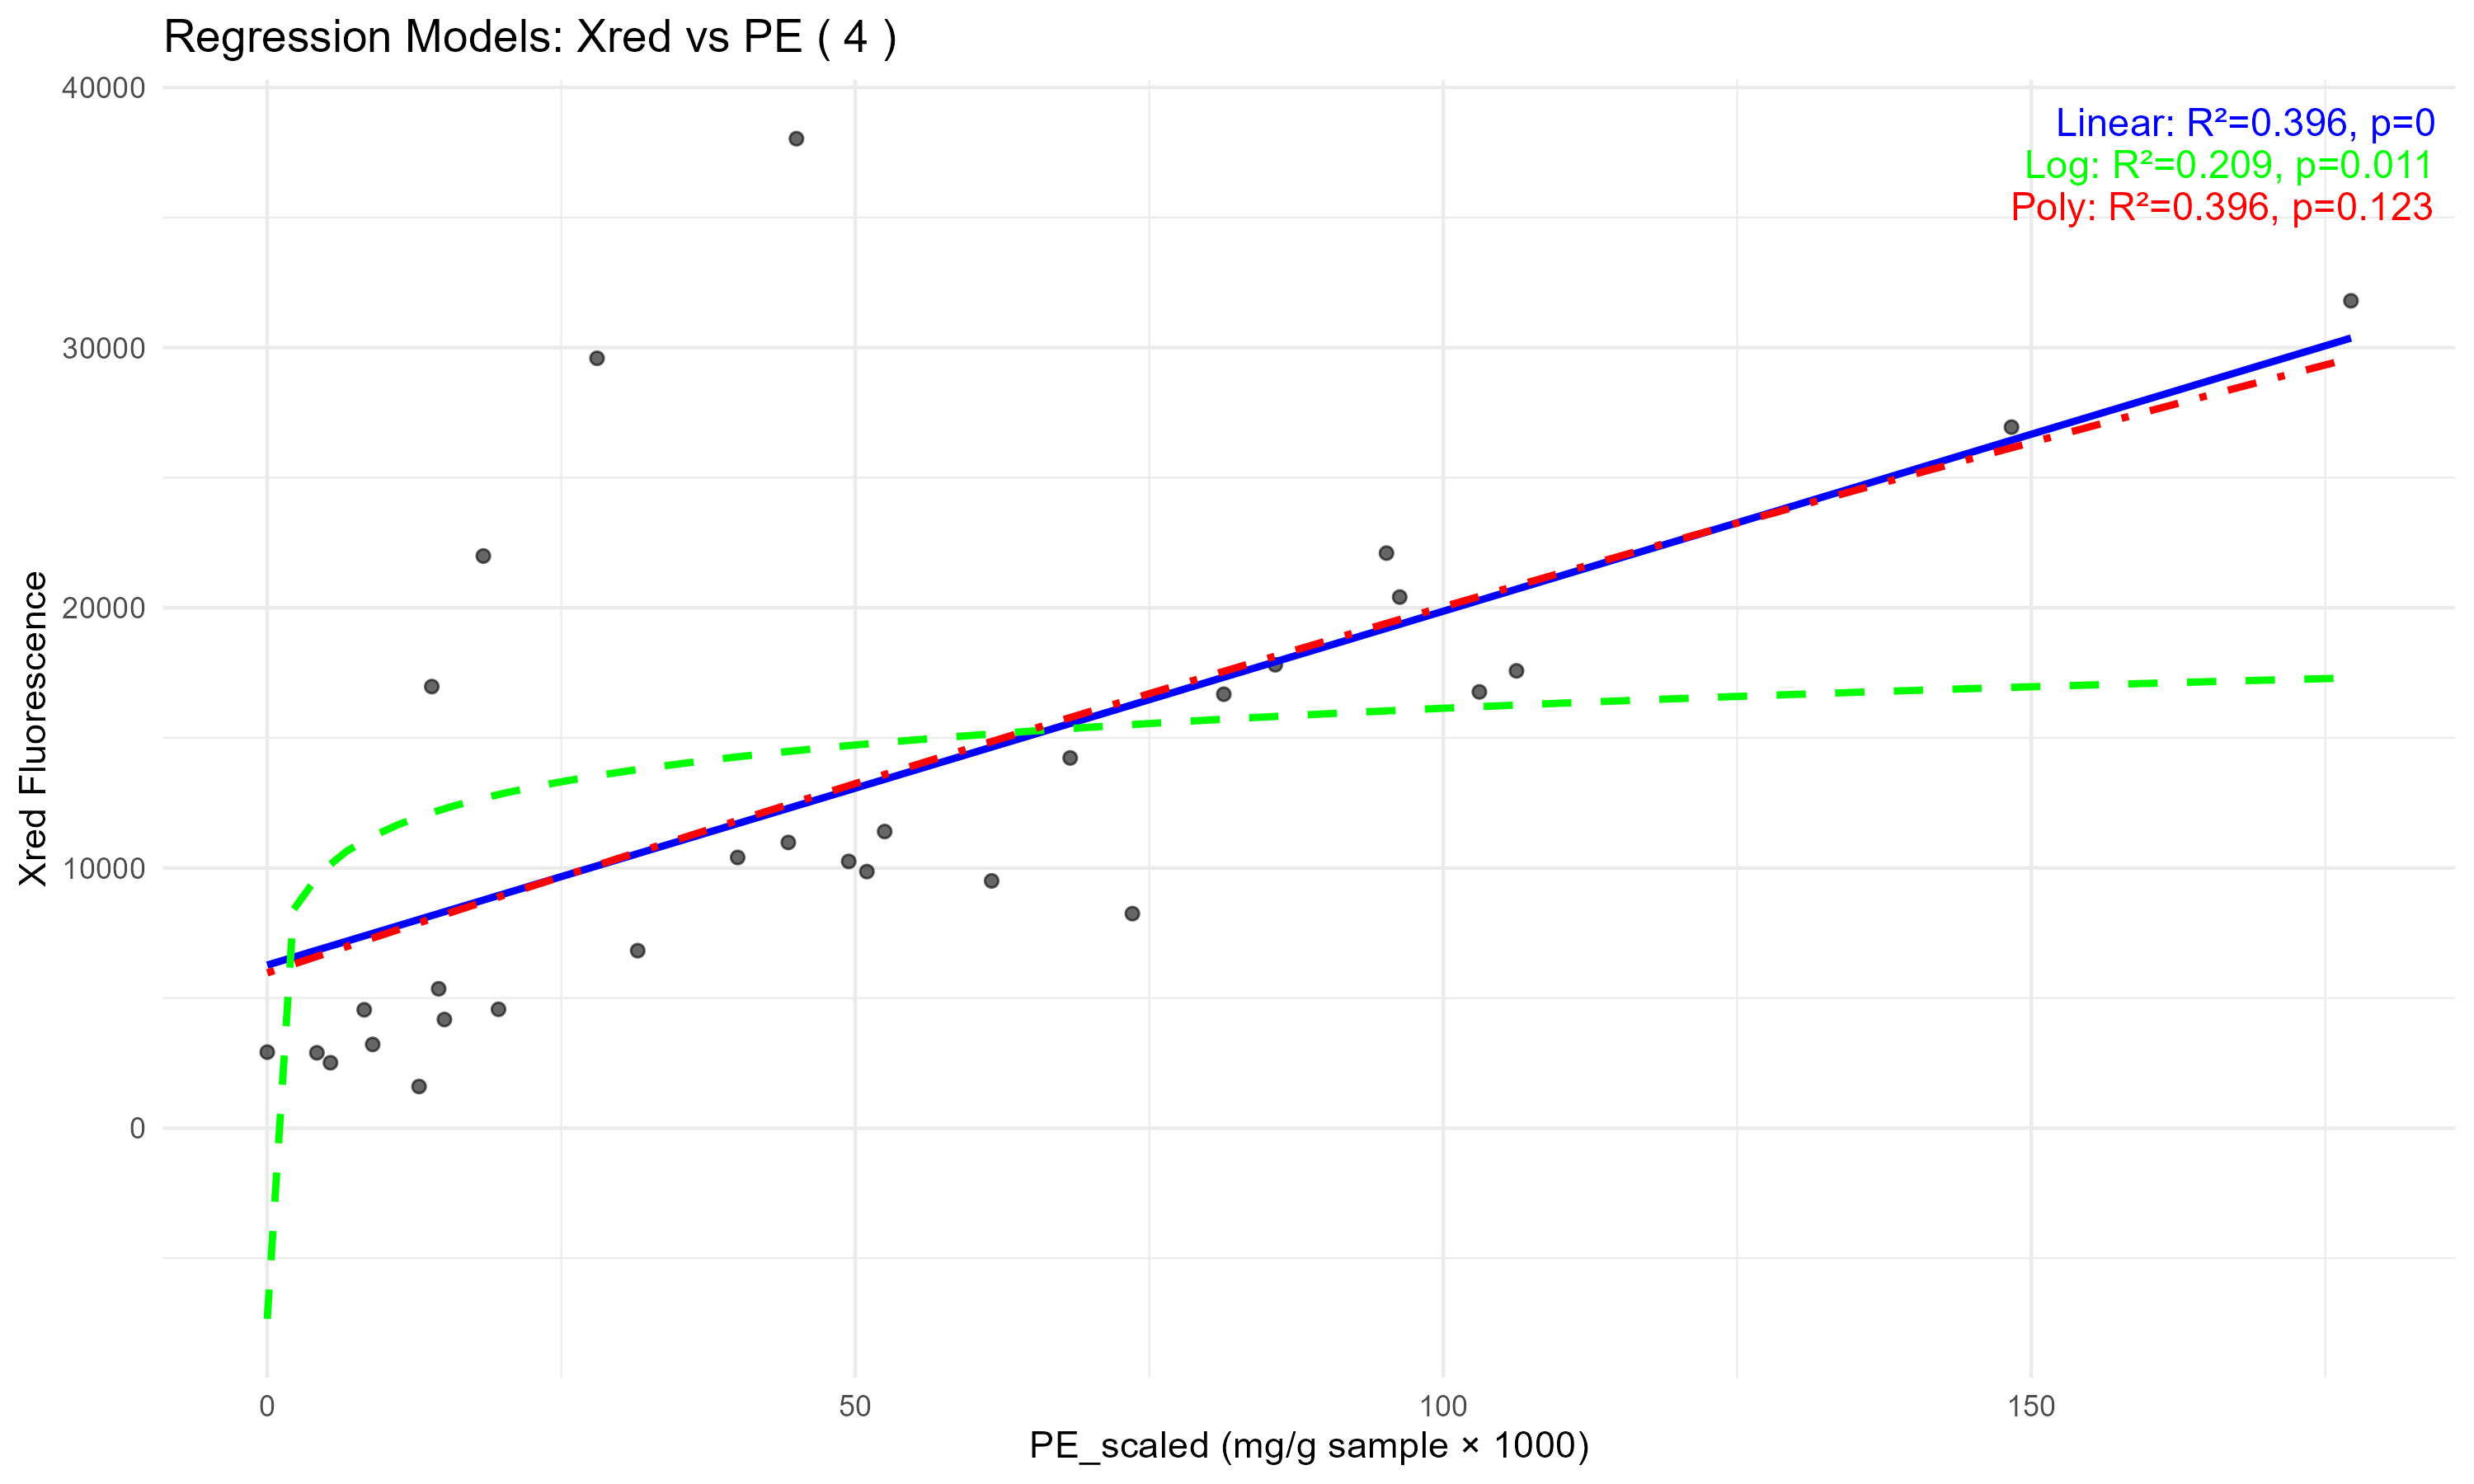 Regression Models: Xred vs PE ( 4 )
Linear: R²=0.396, p=0
Log: R²=0.209, p=0.011
Poly: R²=0.396, p=0.123
40000
30000
20000
10000
0
Xred Fluorescence
0 50 100 150
PE_scaled (mg/g sample × 1000)